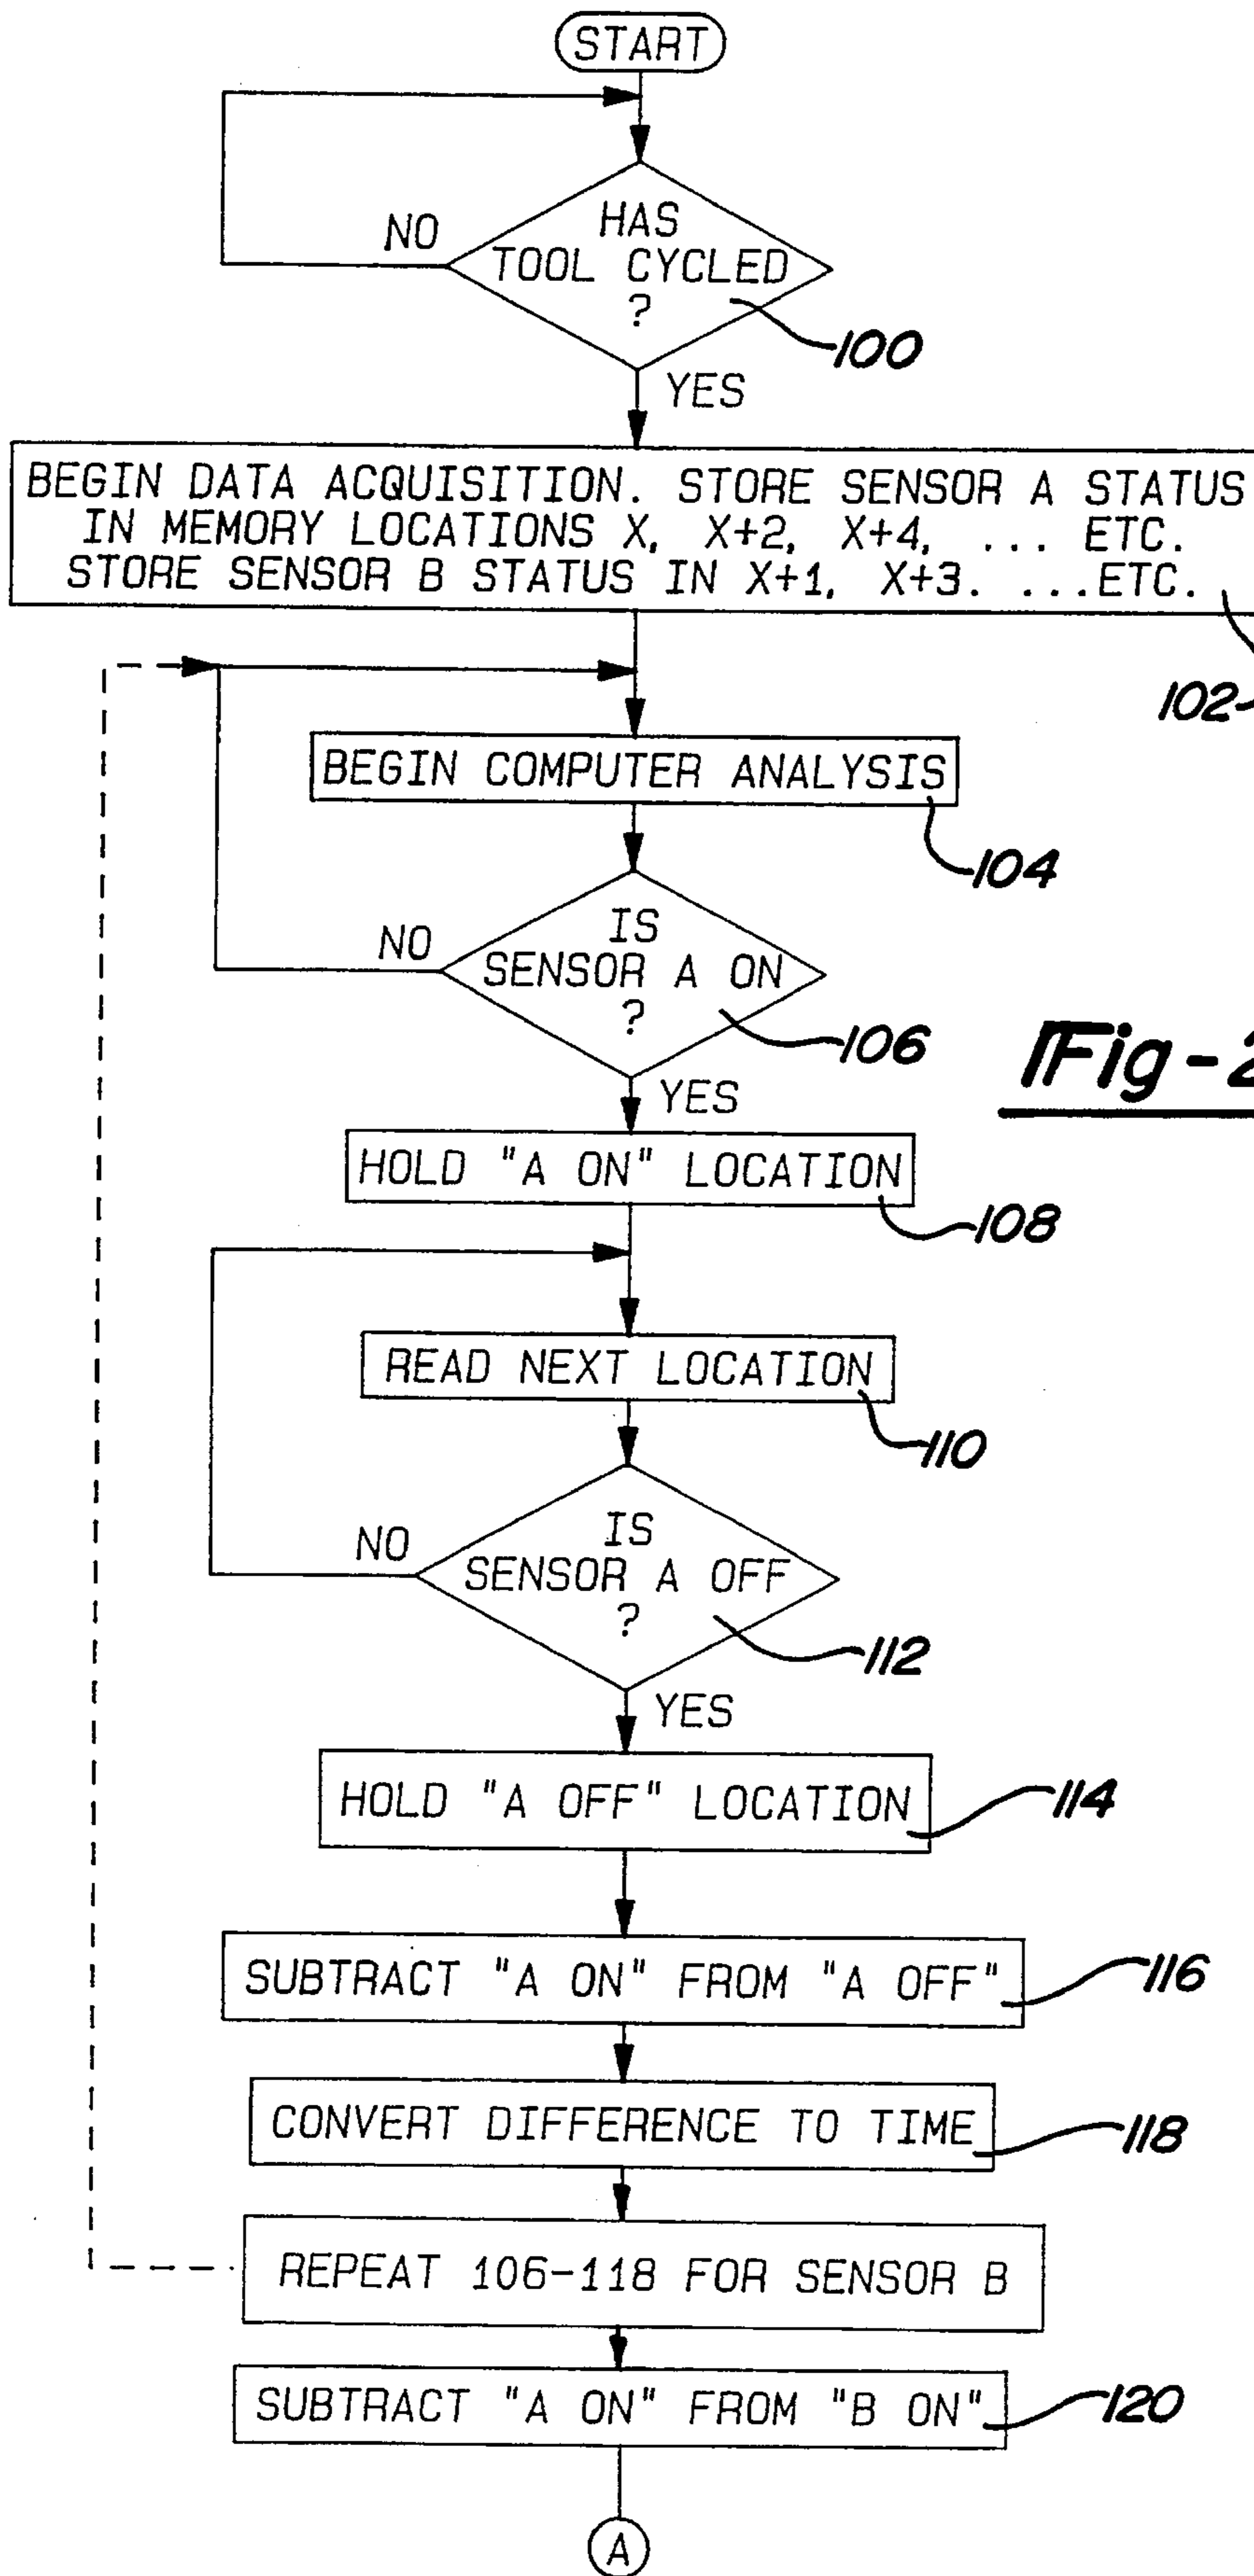 START
HAS
NO
TOOL CYCLED
?
100
YES
BEGIN DATA ACQUISITION. STORE SENSOR A STATUS
IN MEMORY LOCATIONS X, X+2, X+4, ... ETC.
STORE SENSOR B STATUS IN X+1, X+3. ...ETC.
102
BEGIN COMPUTER ANALYSIS
104
IS
NO
SENSOR A ON
?
106
Fig-2
YES
HOLD "A ON" LOCATION
108
READ NEXT LOCATION
110
IS
NO
SENSOR A OFF
?
112
YES
HOLD "A OFF" LOCATION
114
SUBTRACT "A ON" FROM "A OFF"
116
CONVERT DIFFERENCE TO TIME
118
REPEAT 106-118 FOR SENSOR B
SUBTRACT "A ON" FROM "B ON"
120
A